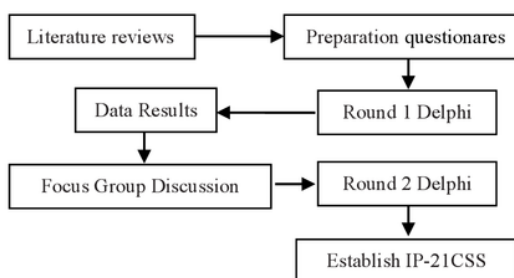 Literature reviews
Preparation questionares
Round 1 Delphi
Data Results
Focus Group Discussion
Round 2 Delphi
Establish IP-21CSS